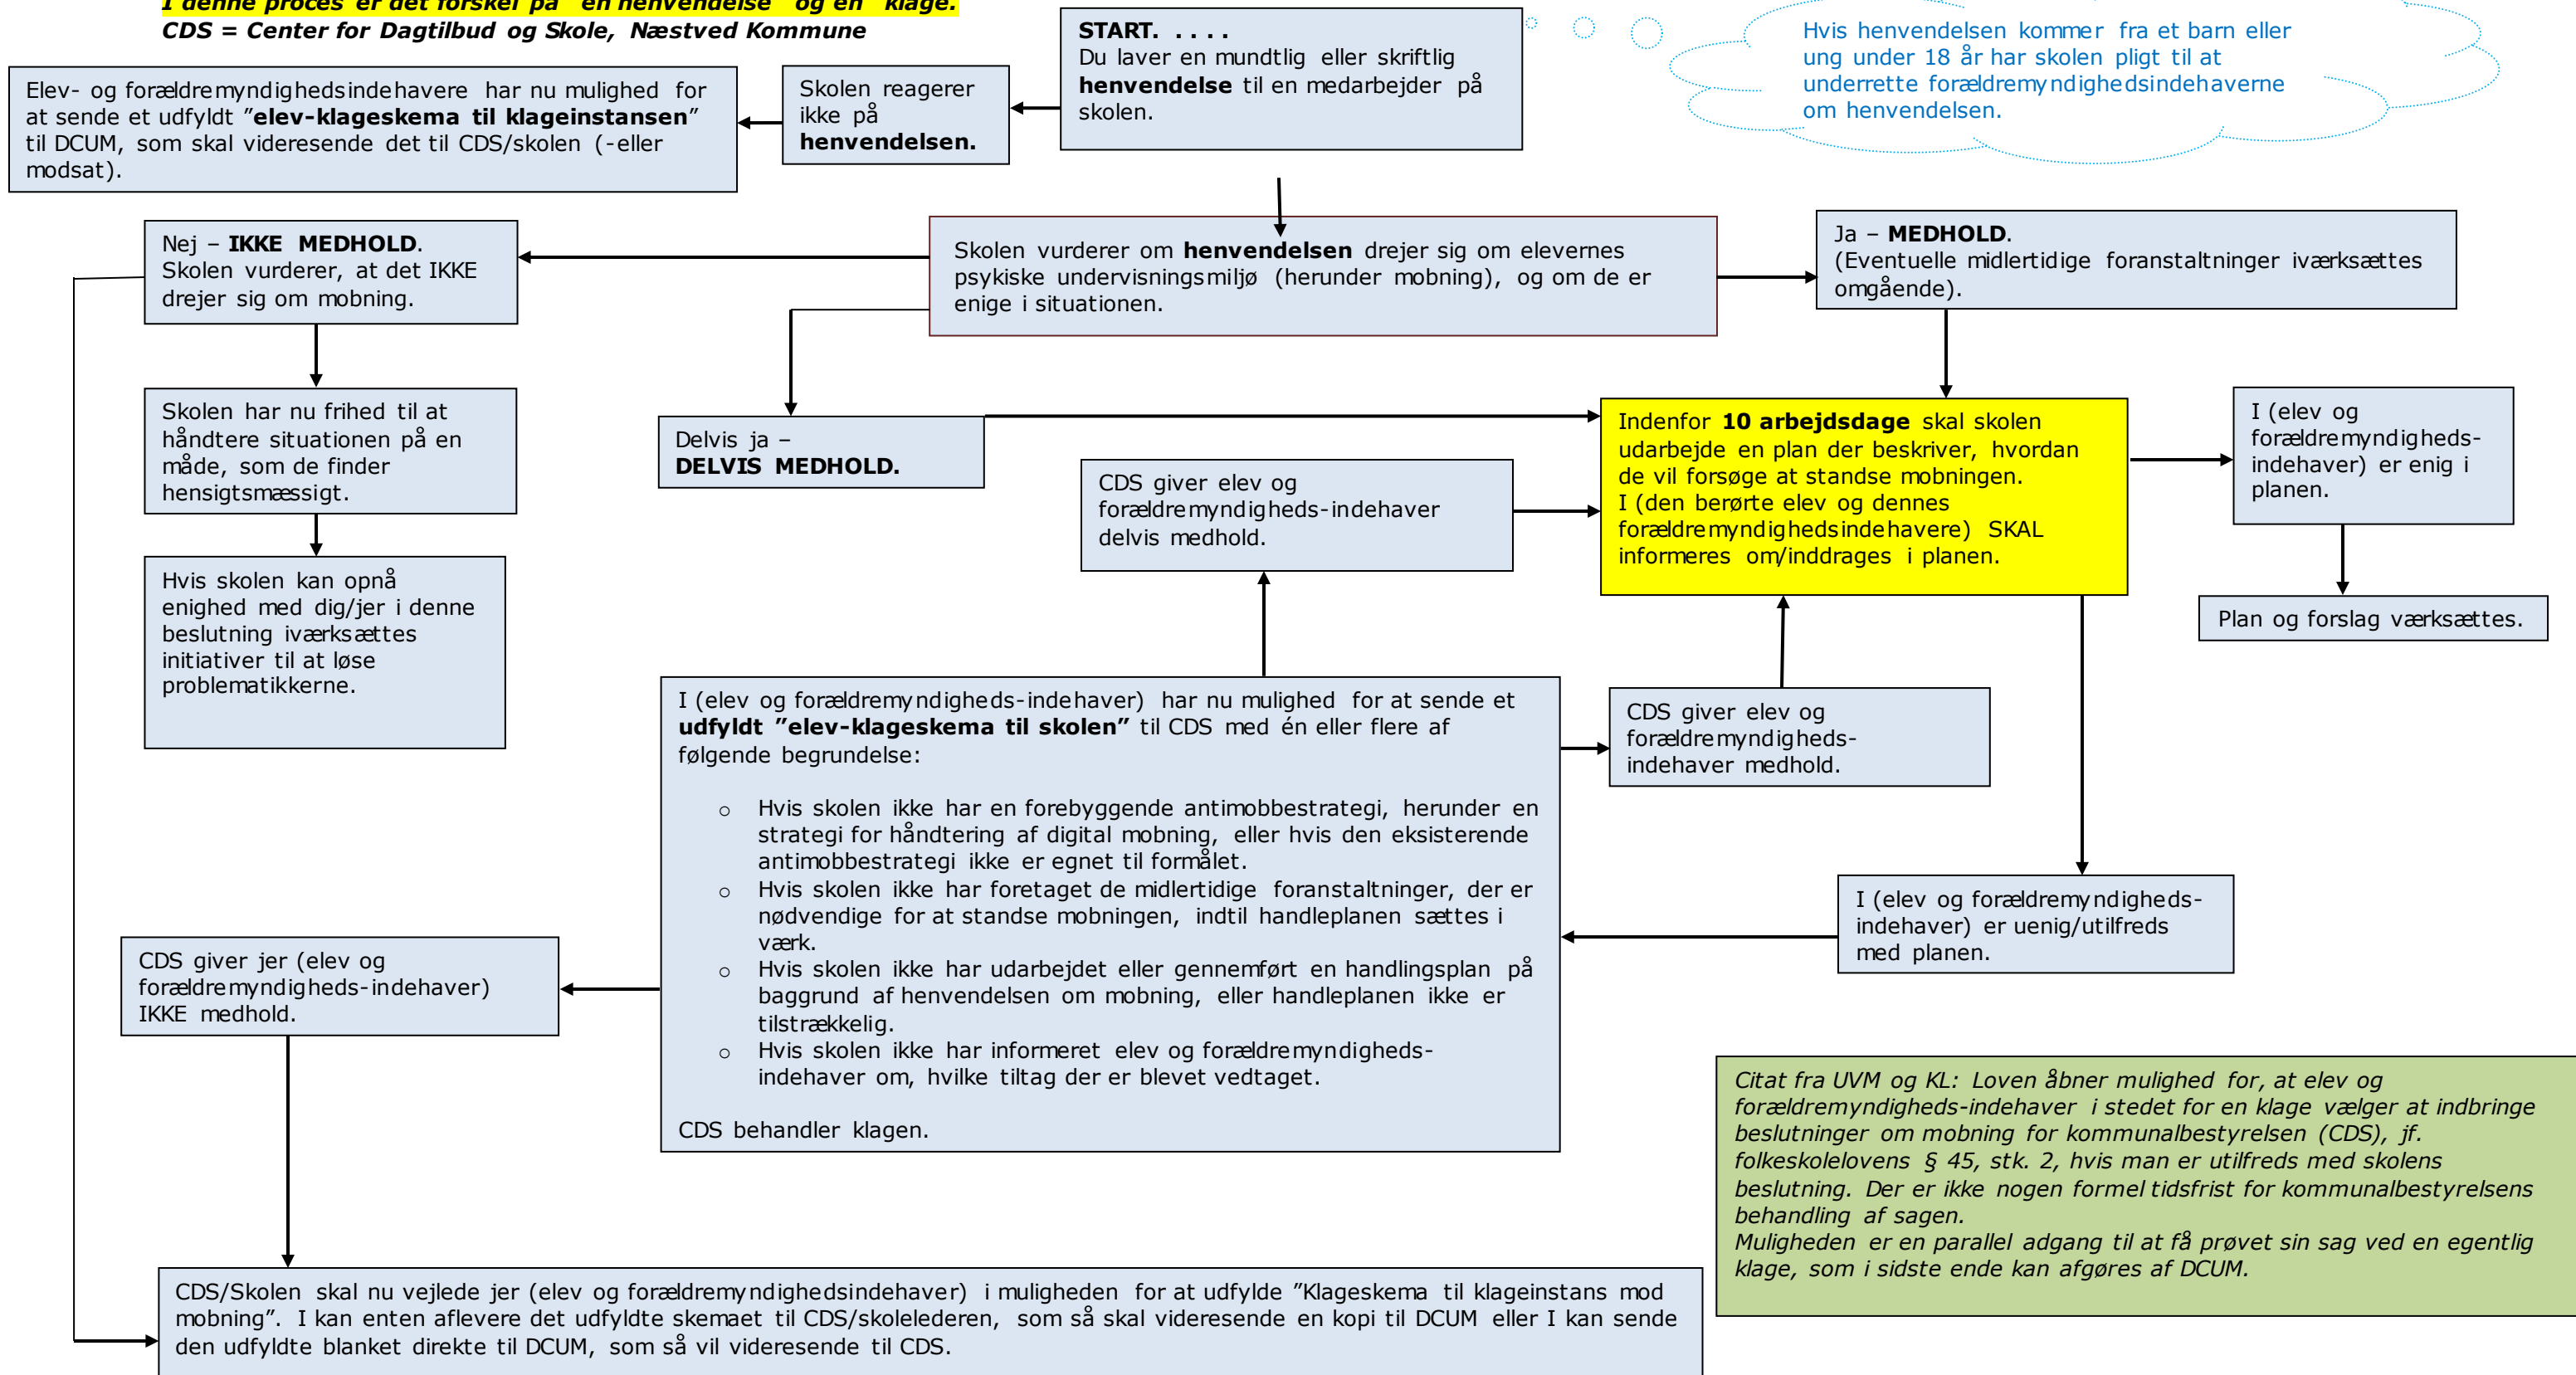 I denne proces er det forskel på "en henvendelse" og en "klage."
CDS = Center for Dagtilbud og Skole, Næstved Kommune
START. . . . .
Du laver en mundtlig eller skriftlig
henvendelse til en medarbejder på
skolen.
Hvis henvendelsen kommer fra et barn eller
ung under 18 år har skolen pligt til at
underrette forældremyndighedsindehaverne
om henvendelsen.
Skolen reagerer
ikke på
henvendelsen.
Elev- og forældremyndighedsindehavere har nu mulighed for
at sende et udfyldt ”elev-klageskema til klageinstansen”
til DCUM, som skal videresende det til CDS/skolen (-eller
modsat).
Nej – IKKE MEDHOLD.
Skolen vurderer, at det IKKE
drejer sig om mobning.
Skolen vurderer om henvendelsen drejer sig om elevernes
psykiske undervisningsmiljø (herunder mobning), og om de er
enige i situationen.
Ja – MEDHOLD.
(Eventuelle midlertidige foranstaltninger iværksættes
omgående).
Skolen har nu frihed til at
håndtere situationen på en
måde, som de finder
hensigtsmæssigt.
Delvis ja –
DELVIS MEDHOLD.
CDS giver elev og
forældremyndigheds-indehaver
delvis medhold.
Indenfor 10 arbejdsdage skal skolen
udarbejde en plan der beskriver, hvordan
de vil forsøge at standse mobningen.
I (den berørte elev og dennes
forældremyndighedsindehavere) SKAL
informeres om/inddrages i planen.
I (elev og
forældremyndigheds-
indehaver) er enig i
planen.
Plan og forslag værksættes.
Hvis skolen kan opnå
enighed med dig/jer i denne
beslutning iværksættes
initiativer til at løse
problematikkerne.
I (elev og forældremyndigheds-indehaver) har nu mulighed for at sende et
udfyldt ”elev-klageskema til skolen” til CDS med én eller flere af
følgende begrundelse:
o Hvis skolen ikke har en forebyggende antimobbestrategi, herunder en
strategi for håndtering af digital mobning, eller hvis den eksisterende
antimobbestrategi ikke er egnet til formålet.
o Hvis skolen ikke har foretaget de midlertidige foranstaltninger, der er
nødvendige for at standse mobningen, indtil handleplanen sættes i
værk.
o Hvis skolen ikke har udarbejdet eller gennemført en handlingsplan på
baggrund af henvendelsen om mobning, eller handleplanen ikke er
tilstrækkelig.
o Hvis skolen ikke har informeret elev og forældremyndigheds-
indehaver om, hvilke tiltag der er blevet vedtaget.
CDS behandler klagen.
CDS giver elev og
forældremyndigheds-
indehaver medhold.
I (elev og forældremyndigheds-
indehaver) er uenig/utilfreds
med planen.
CDS giver jer (elev og
forældremyndigheds-indehaver)
IKKE medhold.
Citat fra UVM og KL: Loven åbner mulighed for, at elev og
forældremyndigheds-indehaver i stedet for en klage vælger at indbringe
beslutninger om mobning for kommunalbestyrelsen (CDS), jf.
folkeskolelovens § 45, stk. 2, hvis man er utilfreds med skolens
beslutning. Der er ikke nogen formel tidsfrist for kommunalbestyrelsens
behandling af sagen.
Muligheden er en parallel adgang til at få prøvet sin sag ved en egentlig
klage, som i sidste ende kan afgøres af DCUM.
CDS/Skolen skal nu vejlede jer (elev og forældremyndighedsindehaver) i muligheden for at udfylde ”Klageskema til klageinstans mod
mobning”. I kan enten aflevere det udfyldte skemaet til CDS/skolelederen, som så skal videresende en kopi til DCUM eller I kan sende
den udfyldte blanket direkte til DCUM, som så vil videresende til CDS.